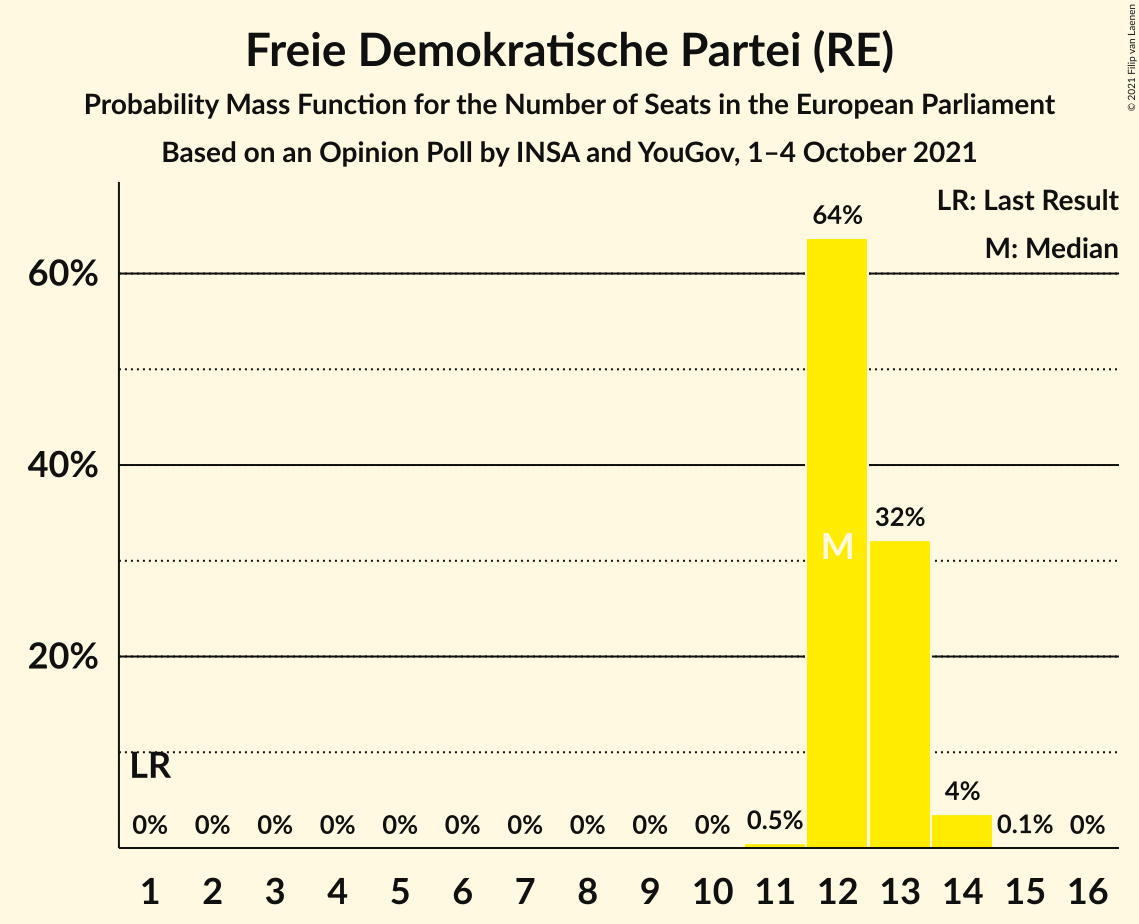 Freie Demokratische Partei (RE)
Probability Mass Function for the Number of Seats in the European Parliament
Based on an Opinion Poll by INSA and YouGov, 1–4 October 2021
© 2021 Filip van Laenen
LR: Last Result
M: Median
64%
60%
40%
32%
M
20%
LR
4%
0% 0% 0% 0% 0% 0% 0% 0% 0% 0% 0.5% 0.1% 0%
1 2 3 4 5 6 7 8 9 10 11 12 13 14 15 16